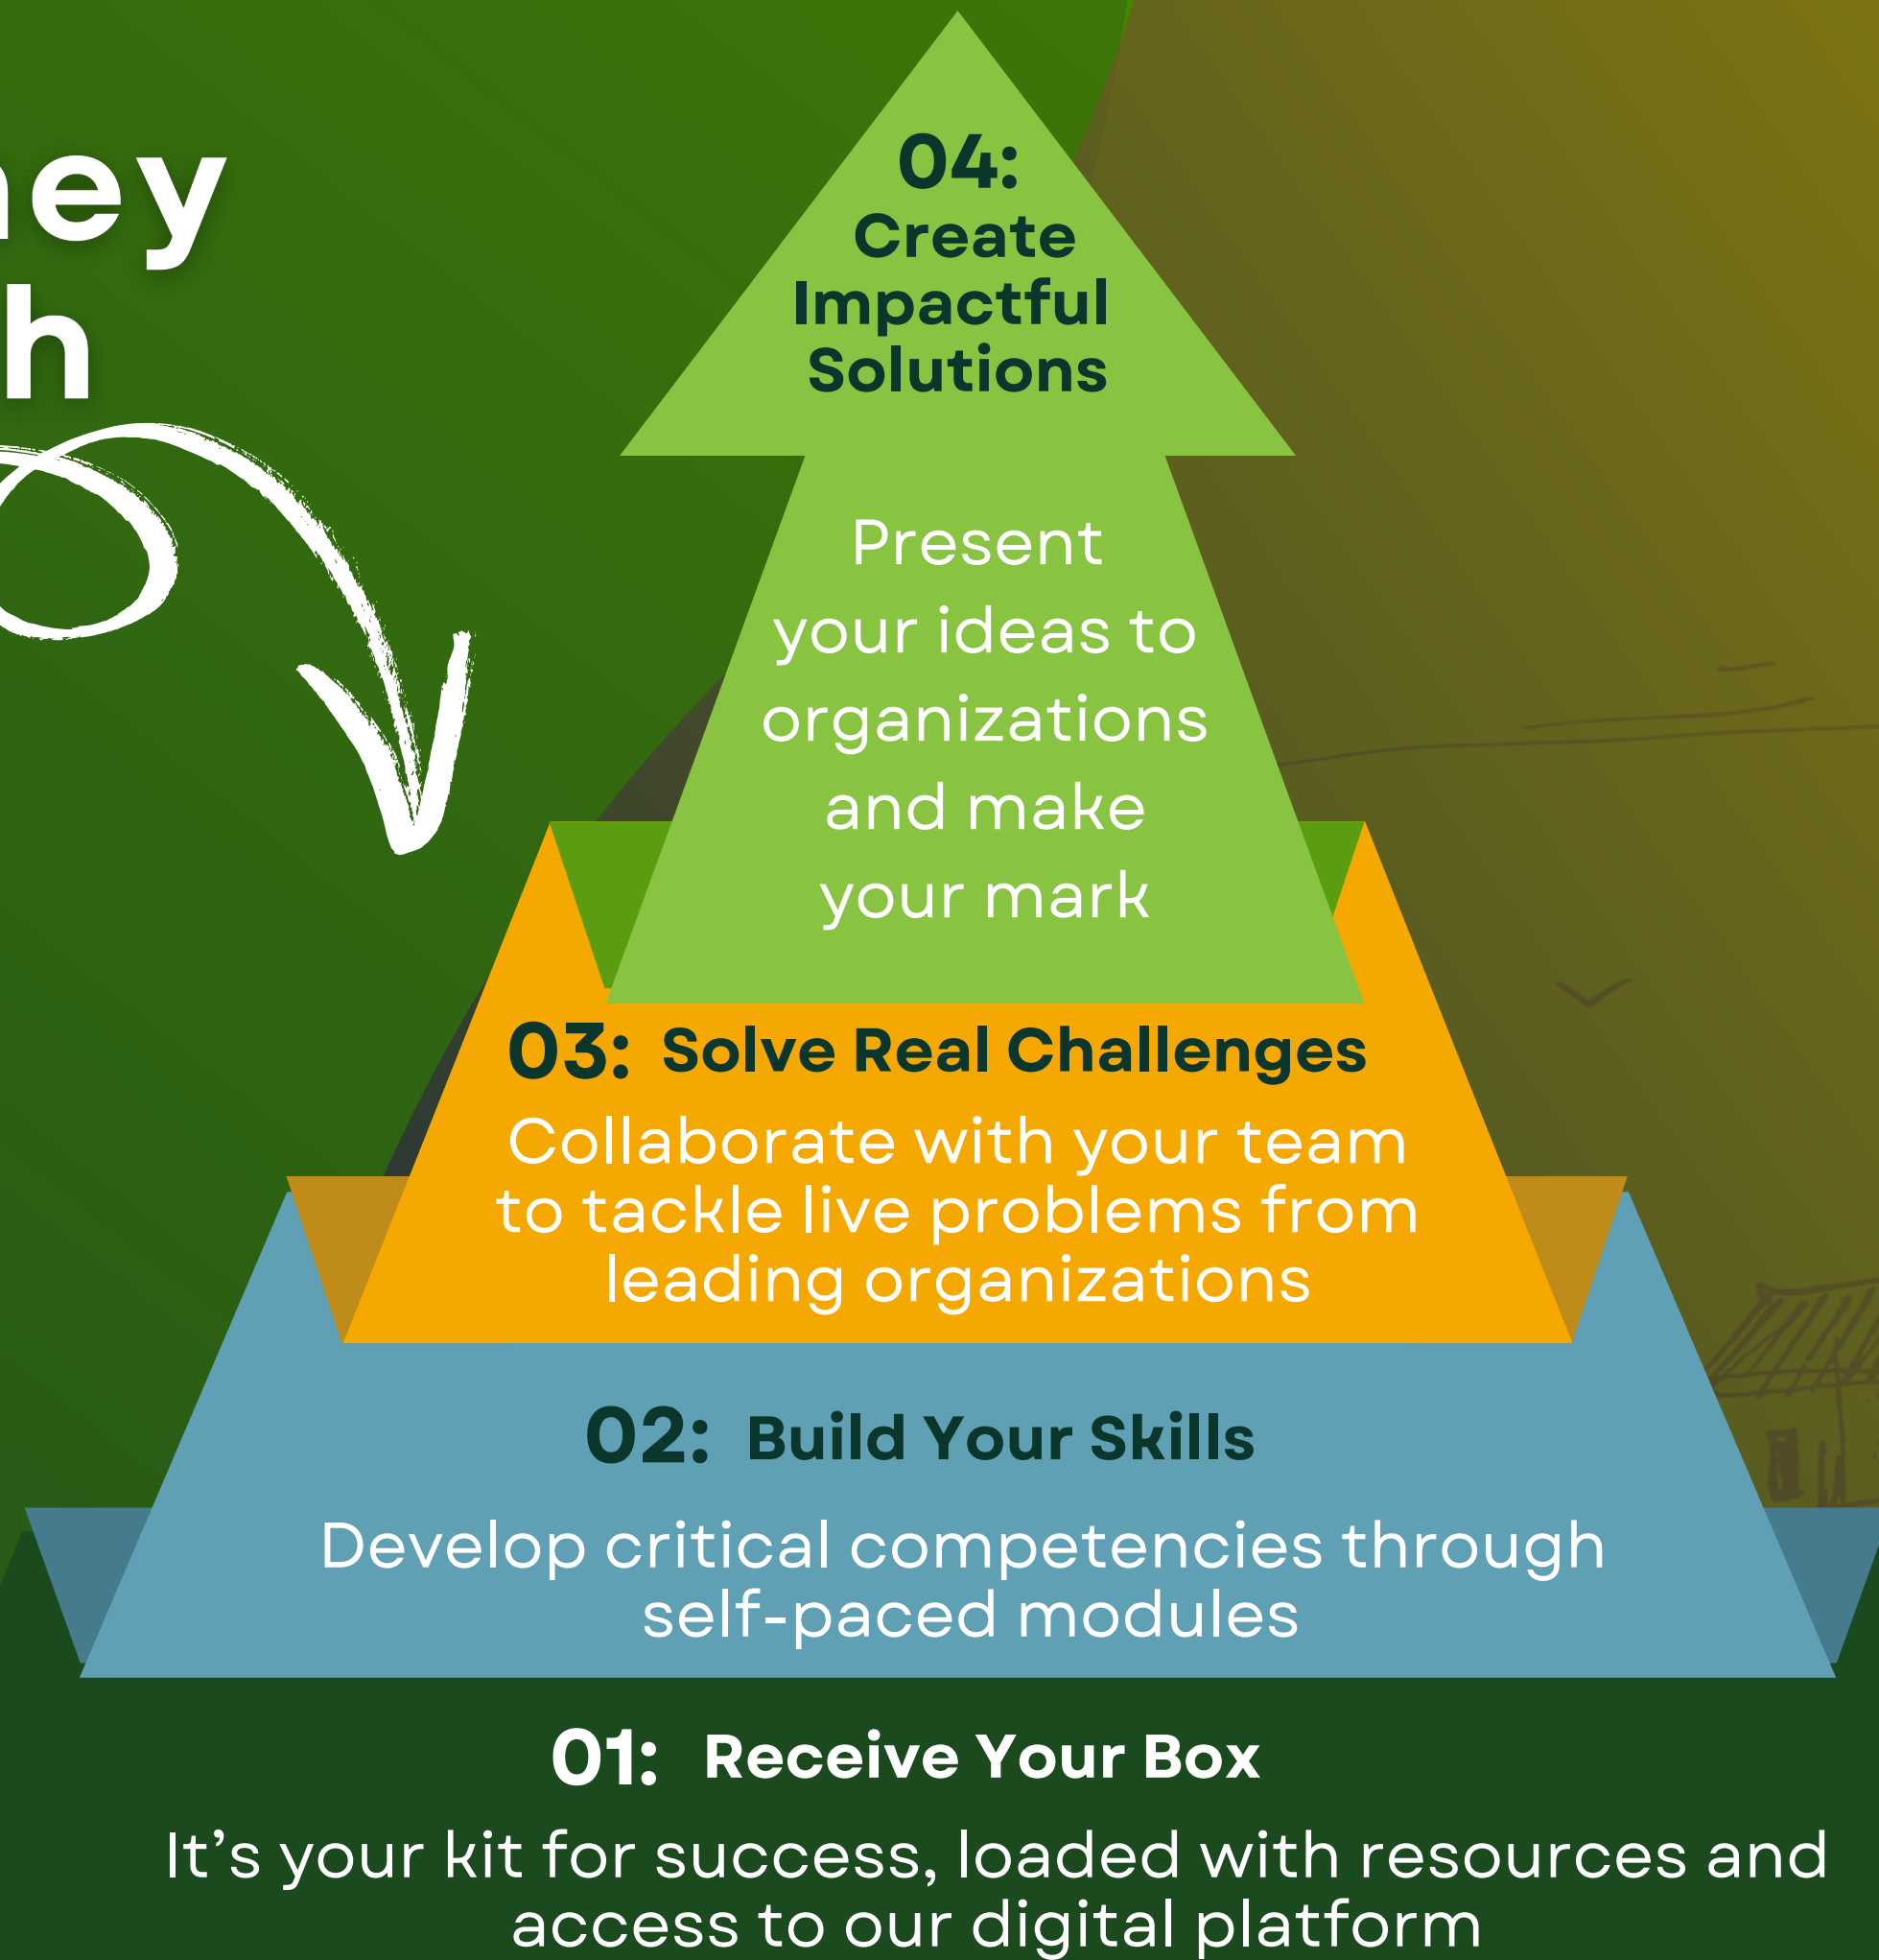 04:
Create
Impactful
Solutions
Present
your ideas to
organizations
and make
your mark
03: Solve Real Challenges
Collaborate with your team
to tackle live problems from
leading organizations
02: Build Your Skills
Develop critical competencies through
self-paced modules
01: Receive Your Box
It’s your kit for success, loaded with resources and
access to our digital platform